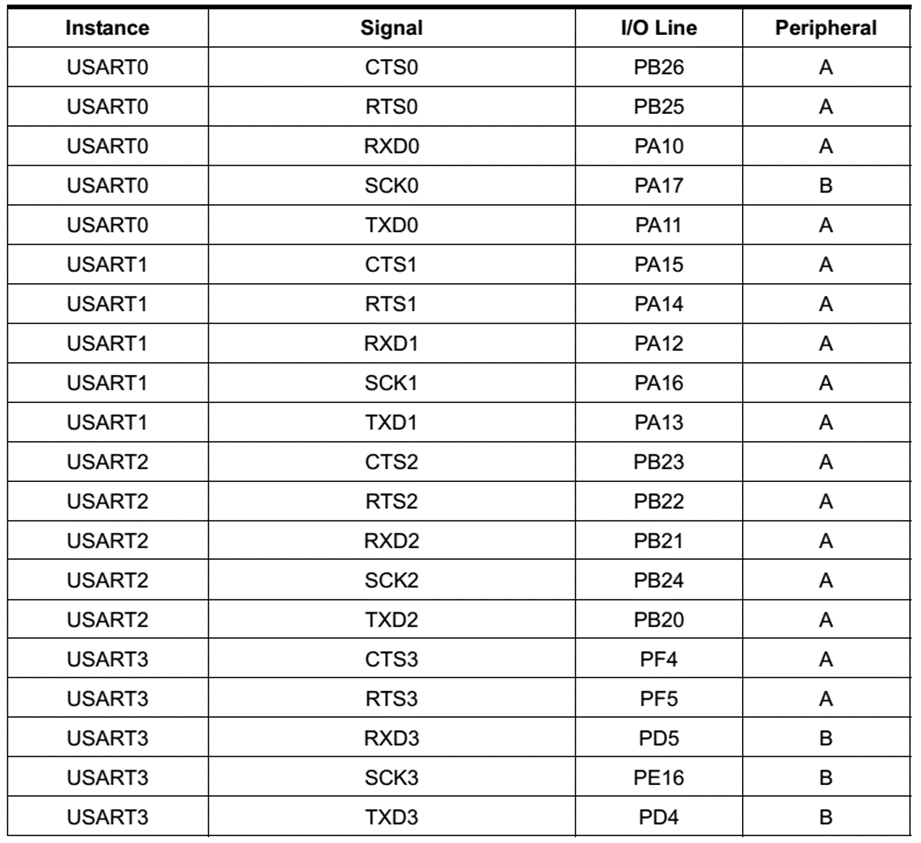 Instance Signal I/O Line Peripheral
USART0 CTS0 PB26 A
USART0 RTS0 PB25 A
USART0 RXD0 PA10 A
USART0 SCK0 PA17 B
USART0 TXD0 PA11 A
USART1 CTS1 PA15 A
USART1 RTS1 PA14 A
USART1 RXD1 PA12 A
USART1 SCK1 PA16 A
USART1 TXD1 PA13 A
USART2 CTS2 PB23 A
USART2 RTS2 PB22 A
USART2 RXD2 PB21 A
USART2 SCK2 PB24 A
USART2 TXD2 PB20 A
USART3 CTS3 PF4 A
USART3 RTS3 PF5 A
USART3 RXD3 PD5 B
USART3 SCK3 PE16 B
USART3 TXD3 PD4 B